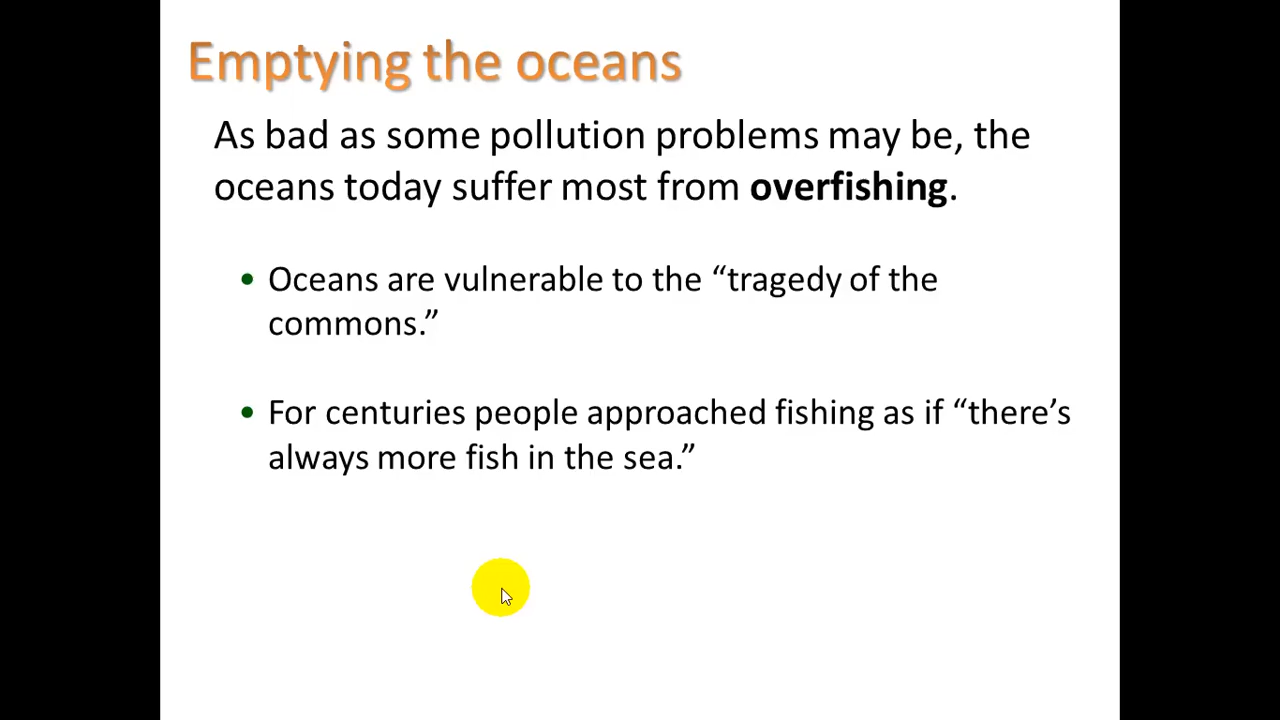 Emptying the oceans
As bad as some pollution problems may be, the
oceans today suffer most from overfishing.
• Oceans are vulnerable to the “tragedy of the
commons.”
• For centuries people approached fishing as if “there’s
always more fish in the sea.”